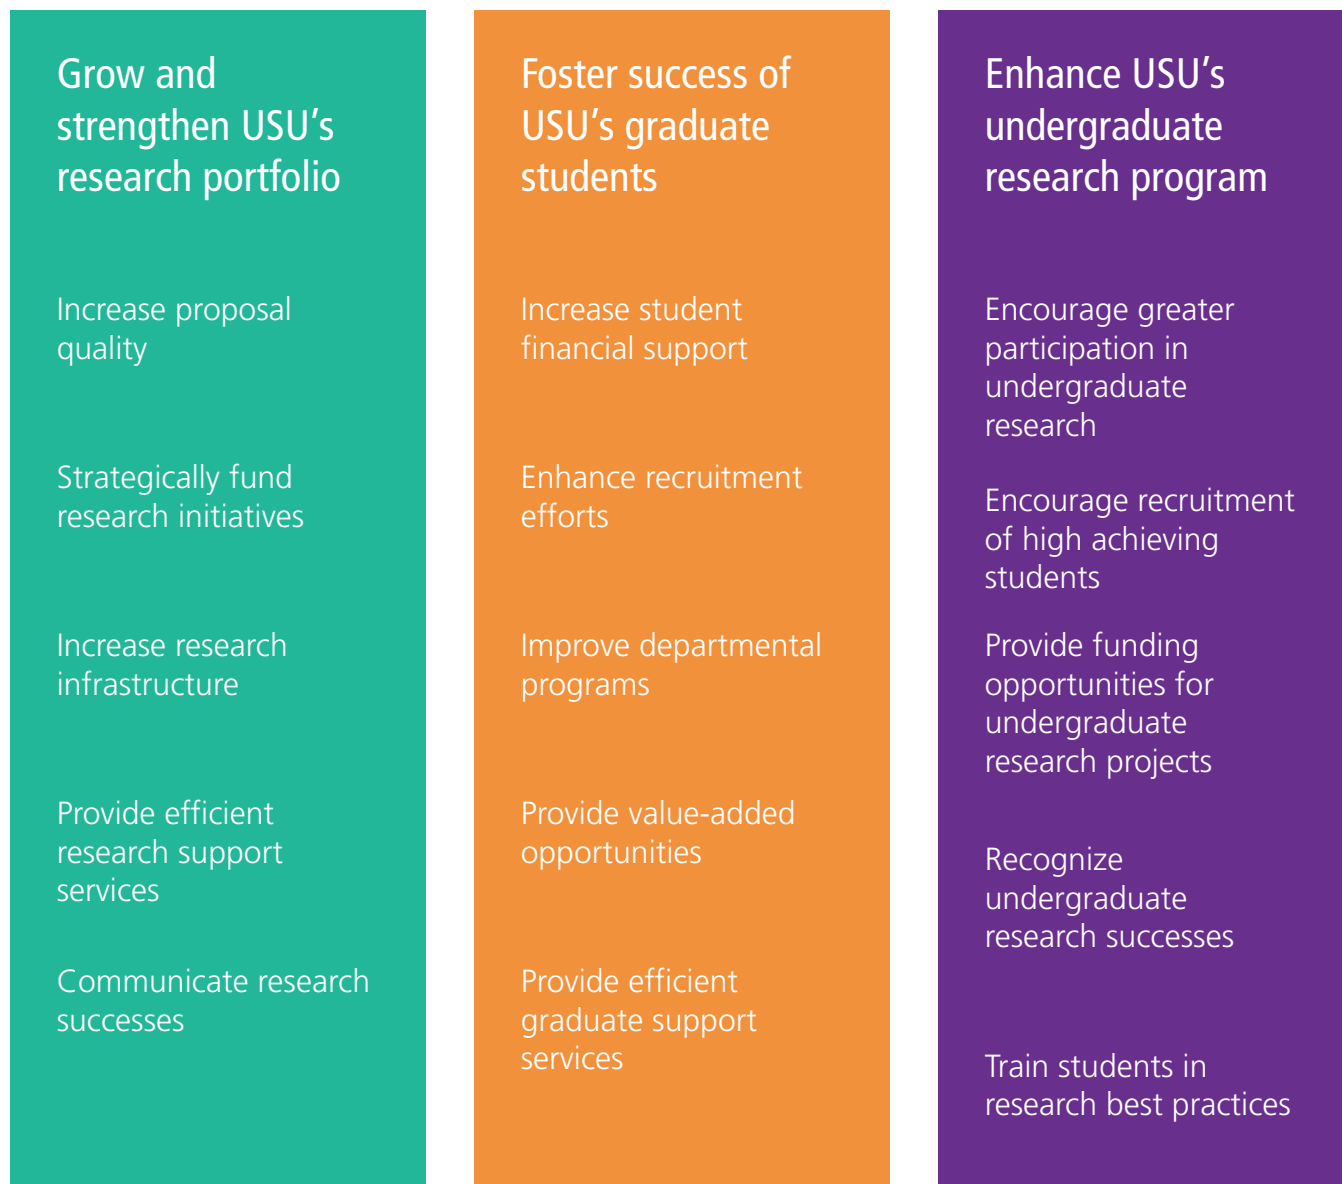 Grow and
strengthen USU's
research portfolio
Increase proposal
quality
Strategically fund
research initiatives
Increase research
infrastructure
Provide efficient
research support
services
Communicate research
successes
Foster success of
USU's graduate
students
Increase student
financial support
Enhance recruitment
efforts
Improve departmental
programs
Provide value-added
opportunities
Provide efficient
graduate support
services
Enhance USU's
undergraduate
research program
Encourage greater
participation in
undergraduate
research
Encourage recruitment
of high achieving
students
Provide funding
opportunities for
undergraduate
research projects
Recognize
undergraduate
research successes
Train students in
research best practices